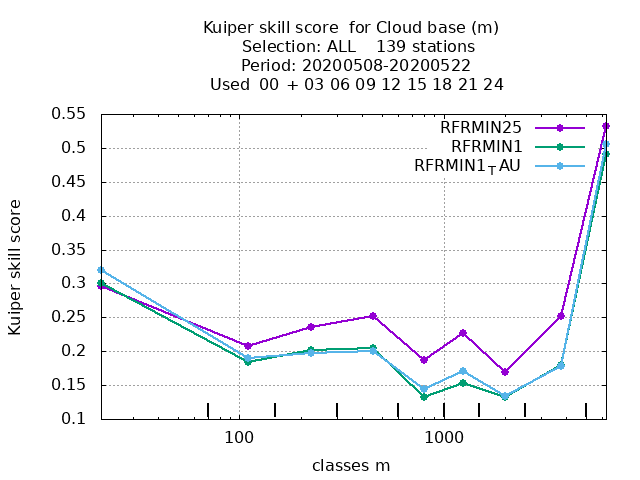 Kuiper skill score  for Cloud base (m)
Selection: ALL    139 stations
Period: 20200508-20200522
Used  00 + 03 06 09 12 15 18 21 24
RFRMIN25
RFRMIN1
RFRMIN1TAU
0.55
0.5
0.45
0.4
0.35
0.3
0.25
0.2
0.15
0.1
Kuiper skill score
100 1000
classes m